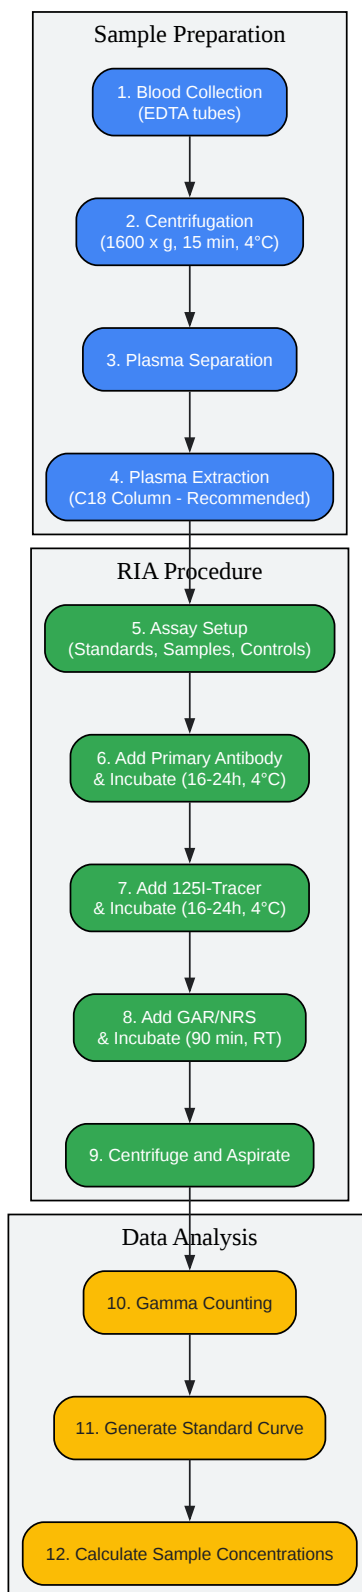 Sample Preparation
1. Blood Collection
(EDTA tubes)
2. Centrifugation
(1600 x g, 15 min, 4°C)
3. Plasma Separation
4. Plasma Extraction
(C18 Column - Recommended)
RIA Procedure
5. Assay Setup
(Standards, Samples, Controls)
6. Add Primary Antibody
& Incubate (16-24h, 4°C)
7. Add 125I-Tracer
& Incubate (16-24h, 4°C)
8. Add GAR/NRS
& Incubate (90 min, RT)
9. Centrifuge and Aspirate
Data Analysis
10. Gamma Counting
11. Generate Standard Curve
12. Calculate Sample Concentrations